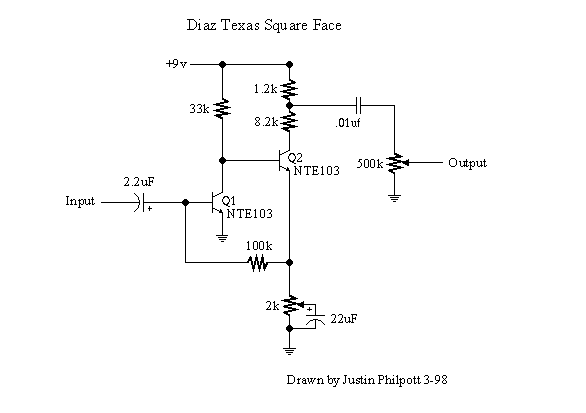 Diaz Texas Square Face
+9v
1.2k
33k
8.2k
.01uf
Q2
NTE103
500k
Output
2.2uF
Input
+
Q1
NTE103
100k
2k
+
22uF
Drawn by Justin Philpott 3-98